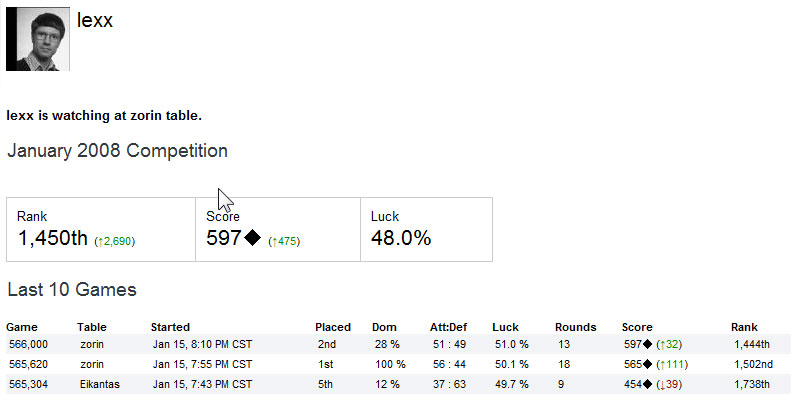 lexx
lexx is watching at zorin table.
January 2008 Competition
Rank Score Luck
1,450th (↑2,690) 597◆ (↑475) 48.0%
Last 10 Games
Game Table Started Placed Dom Att:Def Luck Rounds Score Rank
566,000 zorin Jan 15, 8:10 PM CST 2nd 28 % 51 : 49 51.0 % 13 597◆ (↑32) 1,444th
565,620 zorin Jan 15, 7:55 PM CST 1st 100 % 56 : 44 50.1 % 18 565◆ (↑111) 1,502nd
565,304 Eikantas Jan 15, 7:43 PM CST 5th 12 % 37 : 63 49.7 % 9 454◆ (↓39) 1,738th